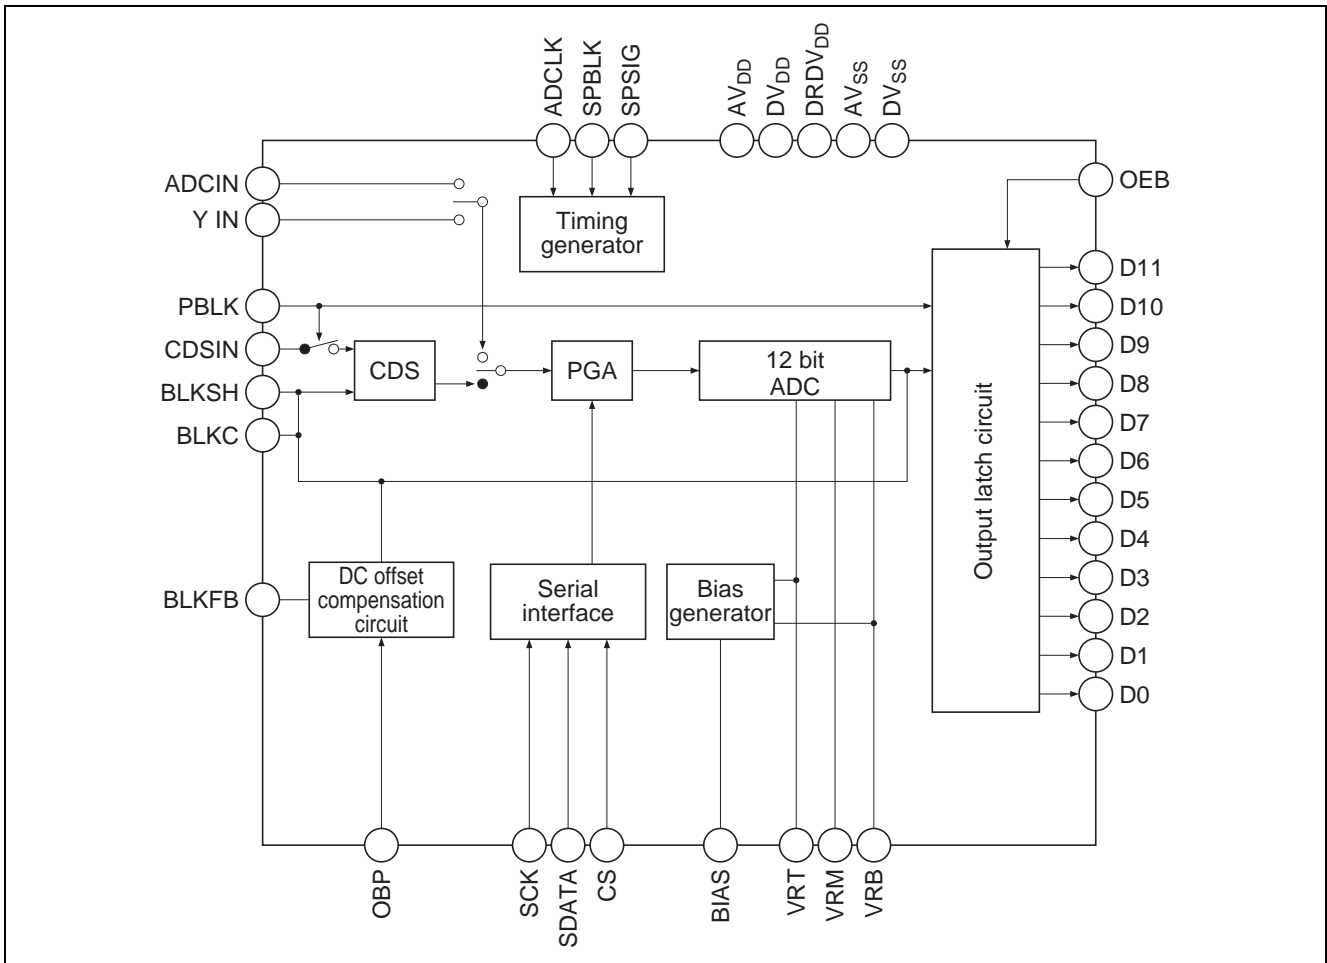 ADCLK
SPBLK
SPSIG
AVDD
DVDD
DRDVDD
AVSS
DVSS
ADCIN
Y IN
PBLK
CDSIN
BLKSH
BLKC
BLKFB
Timing
generator
CDS
PGA
12 bit
ADC
DC offset
compensation
circuit
Serial
interface
Bias
generator
Output latch circuit
OEB
D11
D10
D9
D8
D7
D6
D5
D4
D3
D2
D1
D0
OBP
SCK
SDATA
CS
BIAS
VRT
VRM
VRB